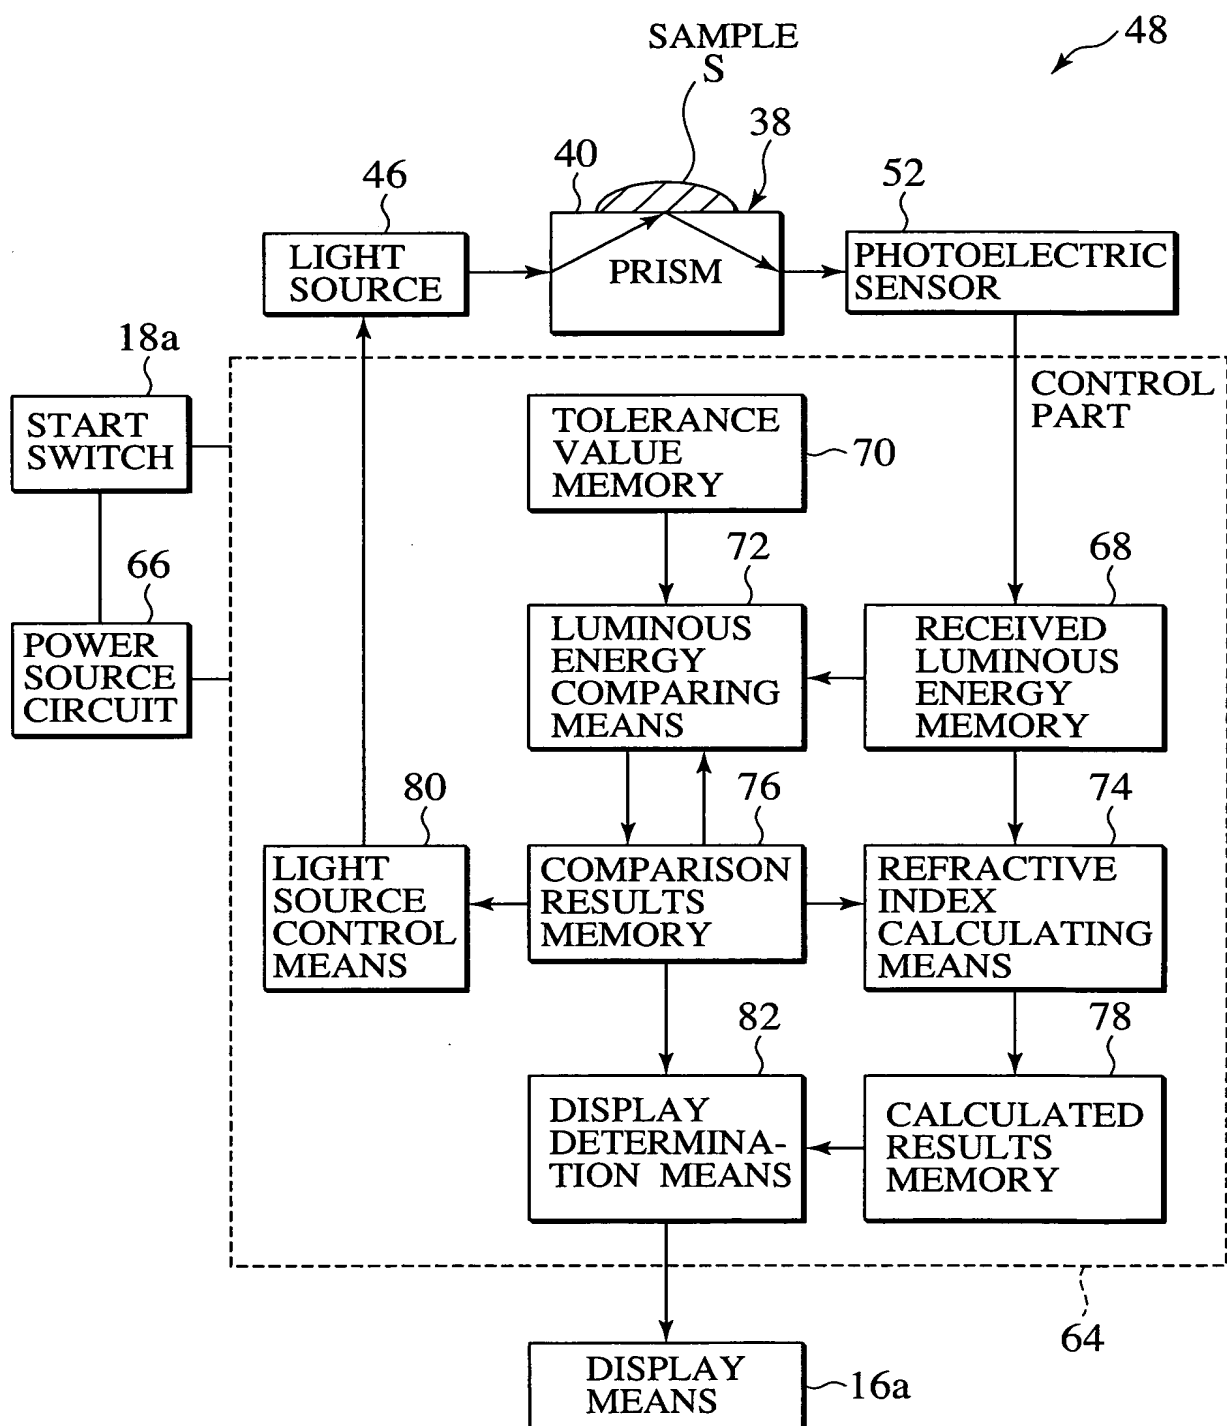 48
SAMPLE
S
38
40
46
52
LIGHT
SOURCE
PRISM
PHOTOELECTRIC
SENSOR
18a
START
SWITCH
CONTROL
PART
TOLERANCE
VALUE
MEMORY
70
66
POWER
SOURCE
CIRCUIT
72
LUMINOUS
ENERGY
COMPARING
MEANS
68
RECEIVED
LUMINOUS
ENERGY
MEMORY
80
LIGHT
SOURCE
CONTROL
MEANS
76
COMPARISON
RESULTS
MEMORY
74
REFRACTIVE
INDEX
CALCULATING
MEANS
82
DISPLAY
DETERMINA-
TION MEANS
78
CALCULATED
RESULTS
MEMORY
64
DISPLAY
MEANS
16a